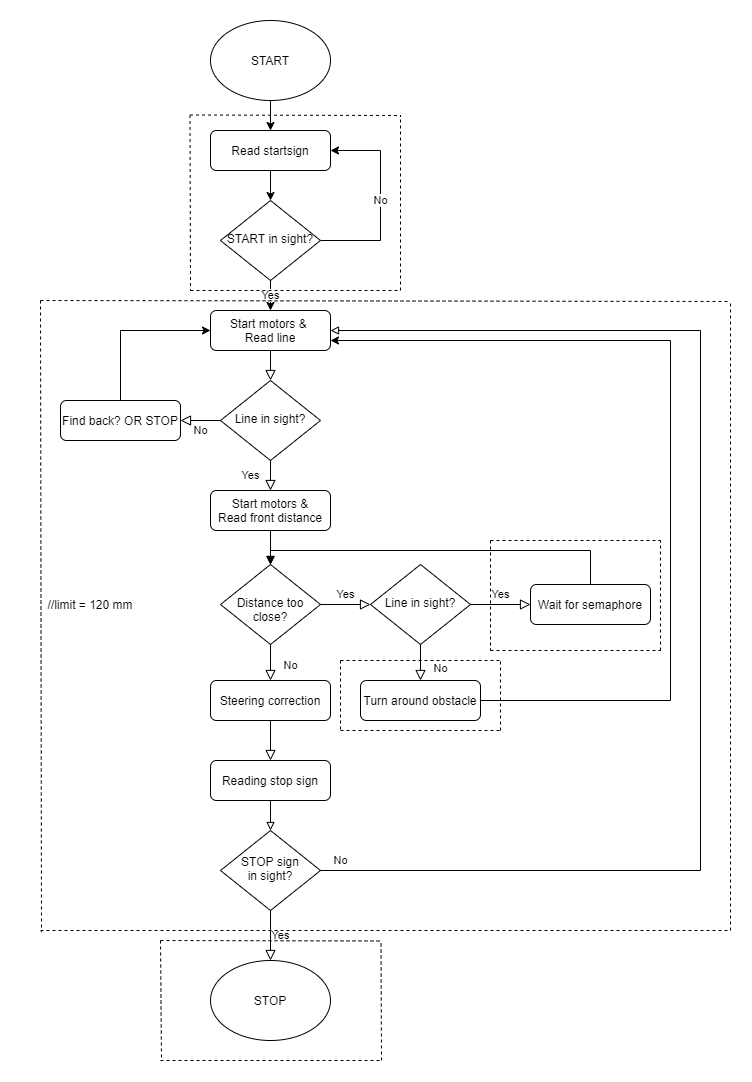 START
Read startsign
No
START in sight?
Yes
Start motors &
Read line
Line in sight?
Find back? OR STOP
No
Yes
Start motors &
Read front distance
//limit = 120 mm
Distance too
close?
Yes
Line in sight?
Yes
Wait for semaphore
No
No
Steering correction
Turn around obstacle
Reading stop sign
STOP sign
in sight?
No
Yes
STOP